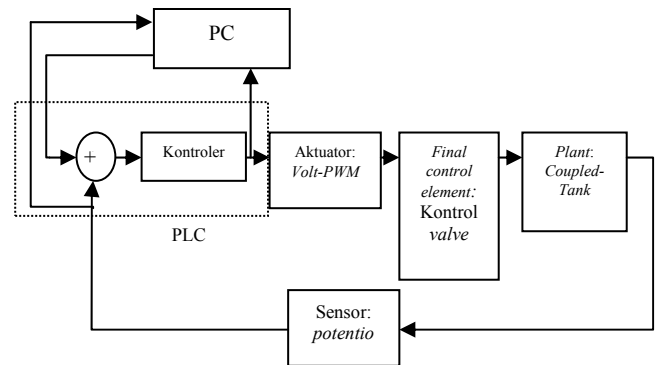 PC
+
Kontroler
PLC
Aktuator:
Volt-PWM
Final
control
element:
Kontrol
valve
Plant:
Coupled-
Tank
Sensor:
potentio